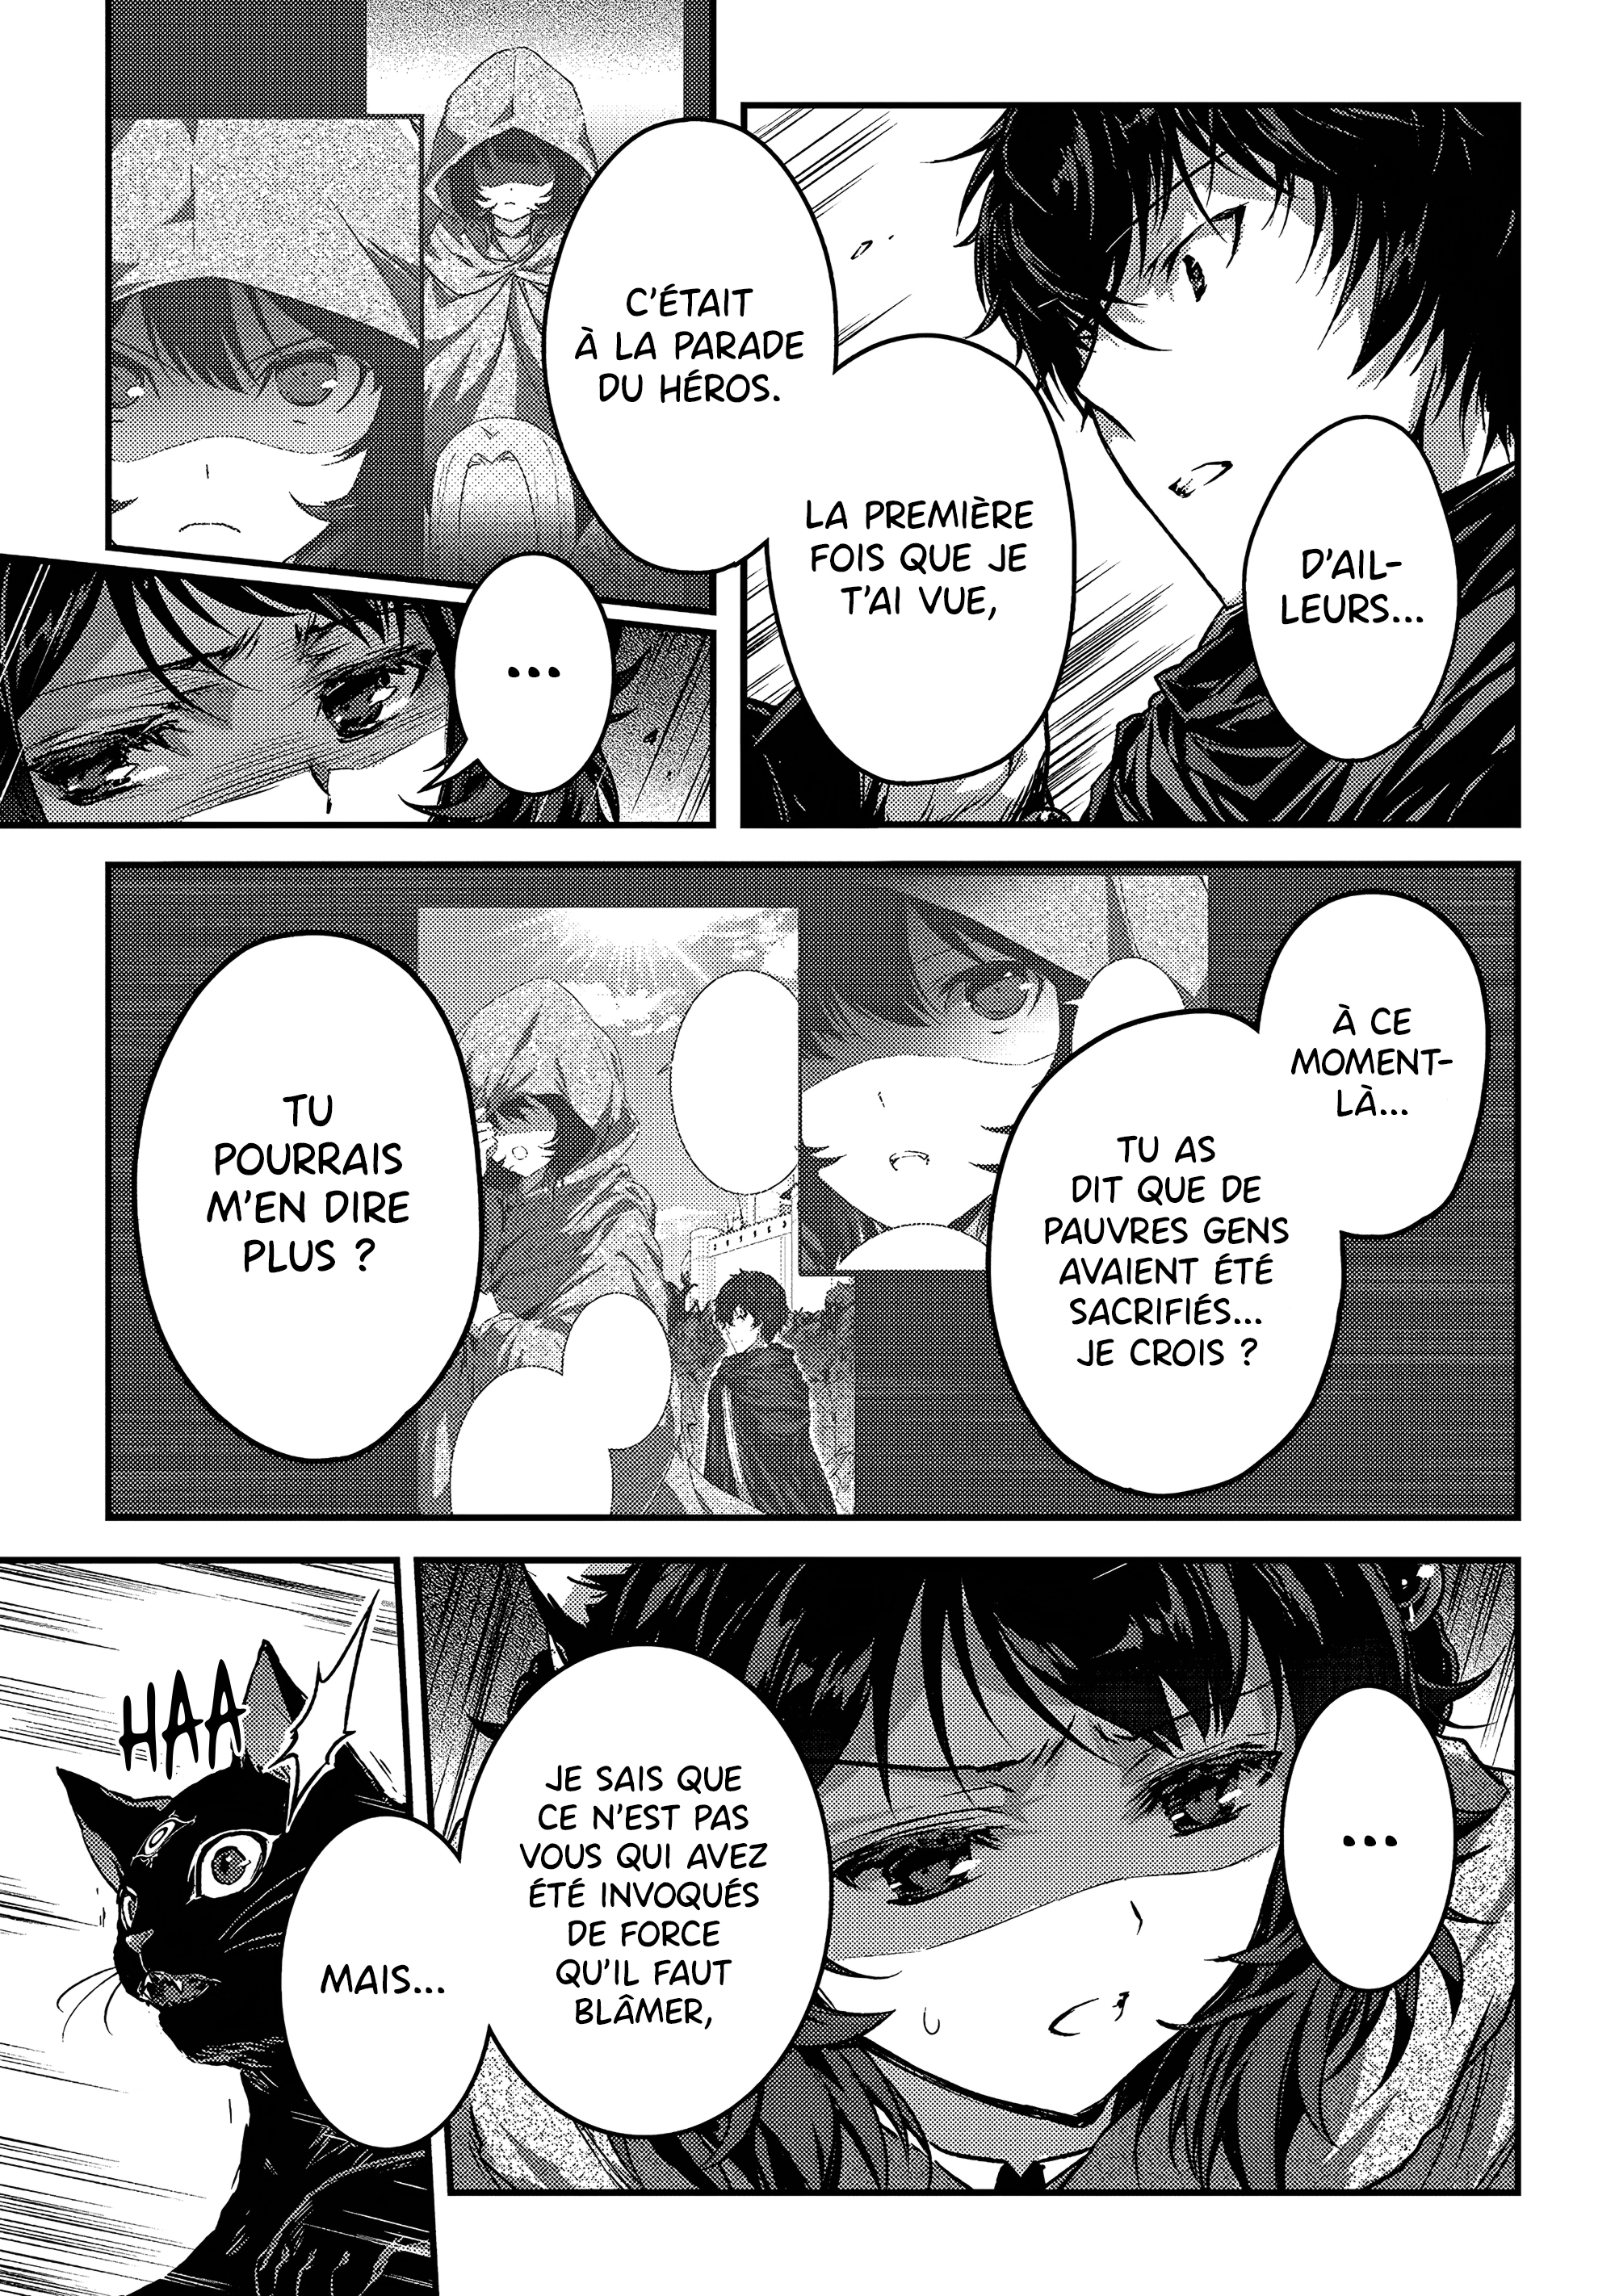 D'AIL-
LEURS...
LA PREMIÈRE
FOIS QUE JE
T'AI VUE,
C'ÉTAIT
À LA PARADE
DU HÉROS.
...
À CE
MOMENT-
LÀ...
TU AS
DIT QUE DE
PAUVRES GENS
AVAIENT ÉTÉ
SACRIFIÉS...
JE CROIS ?
TU
POURRAIS
M'EN DIRE
PLUS ?
...
JE SAIS QUE
CE N'EST PAS
VOUS QUI AVEZ
ÉTÉ INVOQUÉS
DE FORCE
QU'IL FAUT
BLÂMER,
MAIS...
HAA